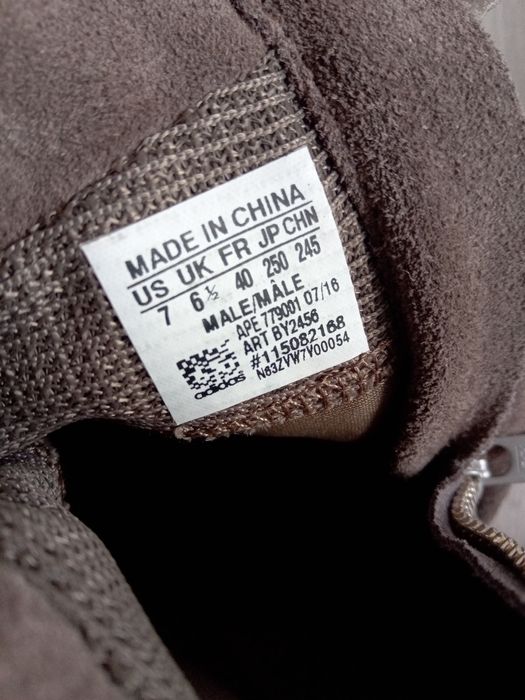 MADE IN CHINA
US UK FR JP CHN
7 6½ 40 250 245
MALE/MÂLE
APE 779001 07/16
ART BY2456
#115082168
N63ZVW7V00054
adidas